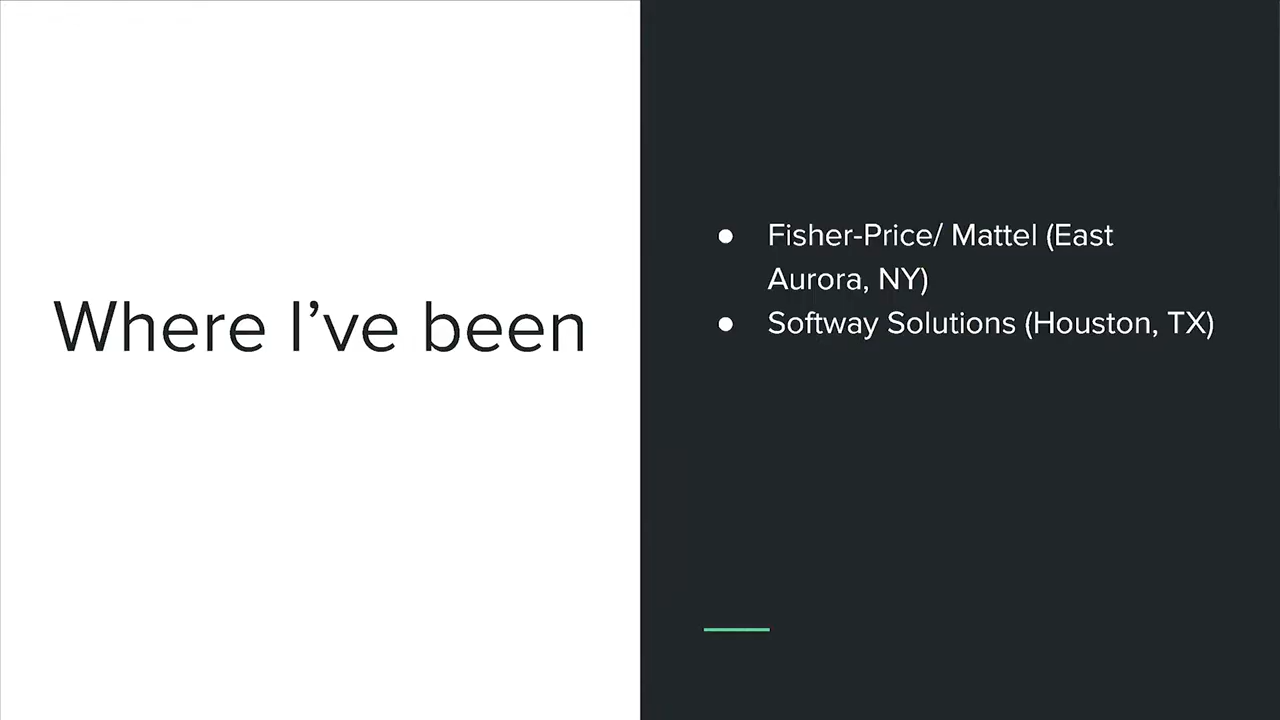 Where I’ve been
● Fisher-Price/ Mattel (East
Aurora, NY)
● Softway Solutions (Houston, TX)